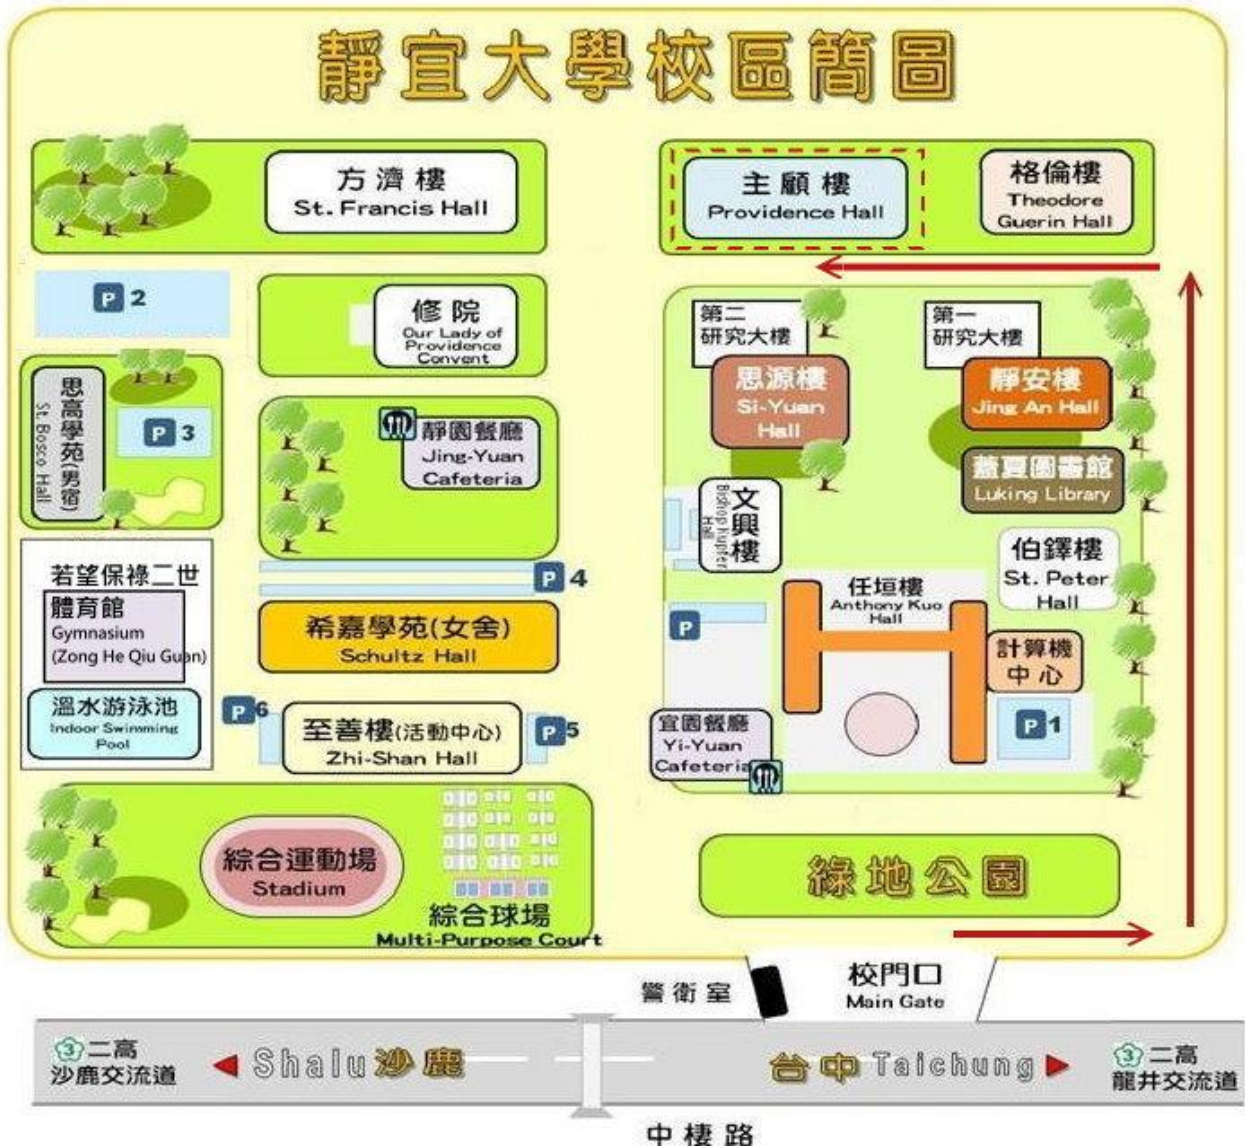 靜宜大學校區簡圖
方濟樓
St. Francis Hall
主顧樓
Providence Hall
格倫樓
Theodore
Guerin Hall
P 2
修院
Our Lady of
Providence
Convent
第二
研究大樓
第一
研究大樓
思源樓
Si-Yuan
Hall
靜安樓
Jing An Hall
思高學苑(男宿)
St. Bosco Hall
P 3
靜園餐廳
Jing-Yuan
Cafeteria
蓋夏圖書館
Luking Library
文興樓
Bishop Kupfer
Hall
伯鐸樓
St. Peter
Hall
若望保祿二世
體育館
Gymnasium
(Zong He Qiu Guan)
P 4
任垣樓
Anthony Kuo
Hall
希嘉學苑(女舍)
Schultz Hall
P
計算機
中心
溫水游泳池
Indoor Swimming
Pool
P 6
至善樓(活動中心)
Zhi-Shan Hall
P 5
宜園餐廳
Yi-Yuan
Cafeteria
P 1
綜合運動場
Stadium
綜合球場
Multi-Purpose Court
綠地公園
警衛室
校門口
Main Gate
3 二高
沙鹿交流道
Shalu 沙鹿
台中 Taichung
3 二高
龍井交流道
中棲路